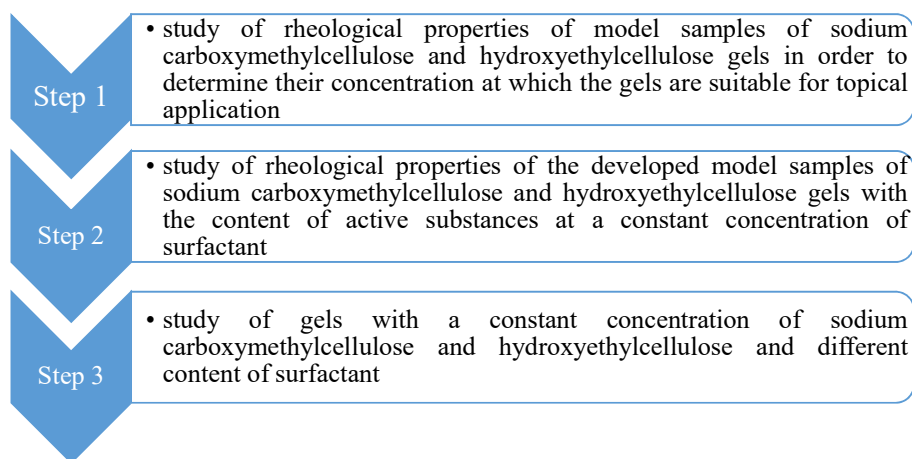 Step 1
• study of rheological properties of model samples of sodium
carboxymethylcellulose and hydroxyethylcellulose gels in order to
determine their concentration at which the gels are suitable for topical
application
Step 2
• study of rheological properties of the developed model samples of
sodium carboxymethylcellulose and hydroxyethylcellulose gels with
the content of active substances at a constant concentration of
surfactant
Step 3
• study of gels with a constant concentration of sodium
carboxymethylcellulose and hydroxyethylcellulose and different
content of surfactant